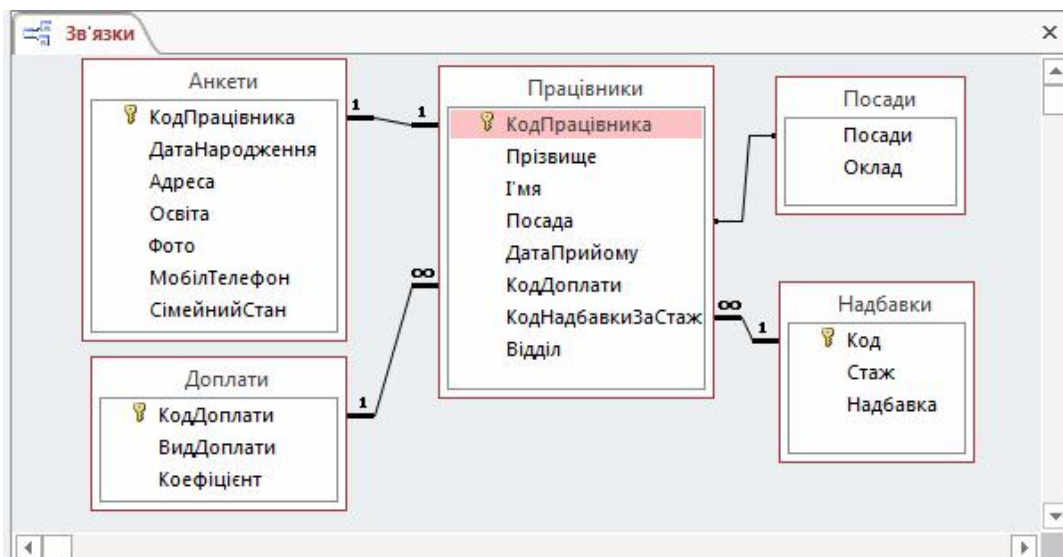 Зв'язки
Анкети
КодПрацівника
ДатаНародження
Адреса
Освіта
Фото
МобілТелефон
СімейнийСтан
1
1
Працівники
КодПрацівника
Прізвище
І'мя
Посада
ДатаПрийому
КодДоплати
КодНадбавкиЗаСтаж
Відділ
Посади
Посади
Оклад
∞
1
Надбавки
Код
Стаж
Надбавка
∞
1
Доплати
КодДоплати
ВидДоплати
Коефіцієнт